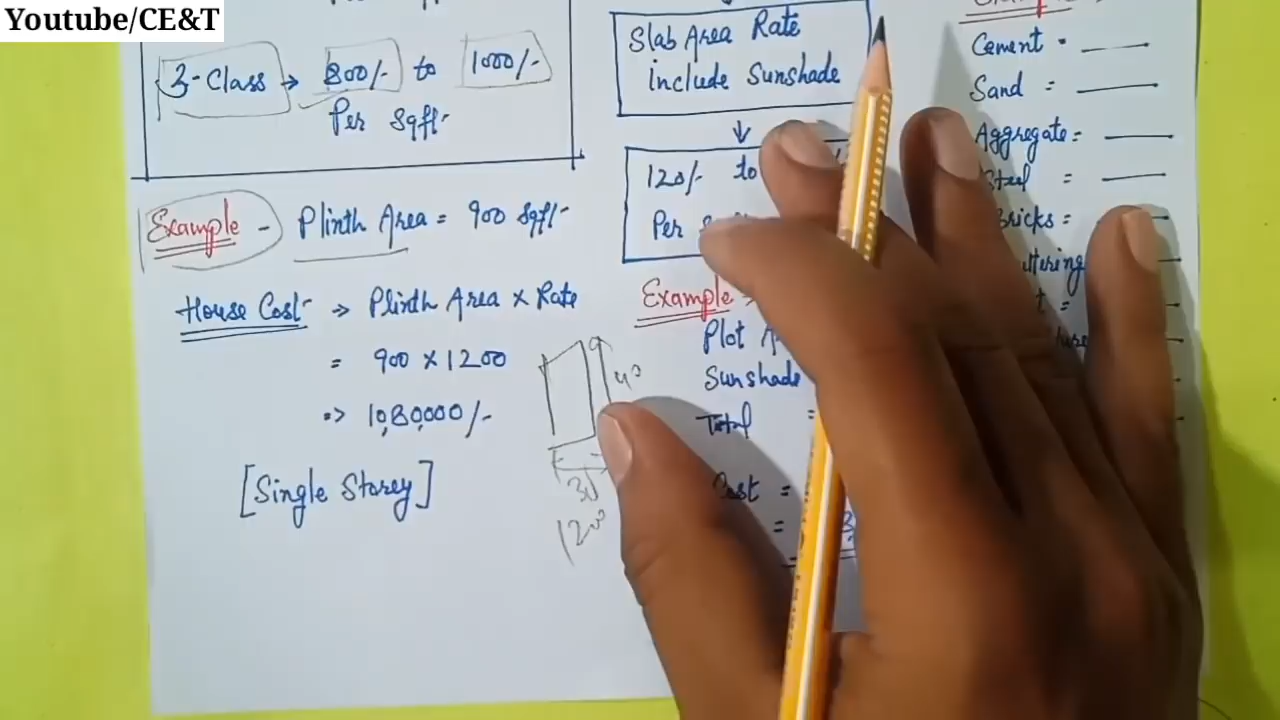 Youtube/CE&T
3-Class → 800/- to 1000/-
Per Sqft
Example - Plinth Area = 900 Sqft
House Cost → Plinth Area × Rate
= 900 × 1200
=> 10,80,000/-
[Single Storey]
40
30
1200
Slab Area Rate
include Sunshade
120/- to
Per
Example
Plot
Sunshade
Total =
Cost =
=
Cement -
Sand =
Aggregate =
Steel =
Bricks =